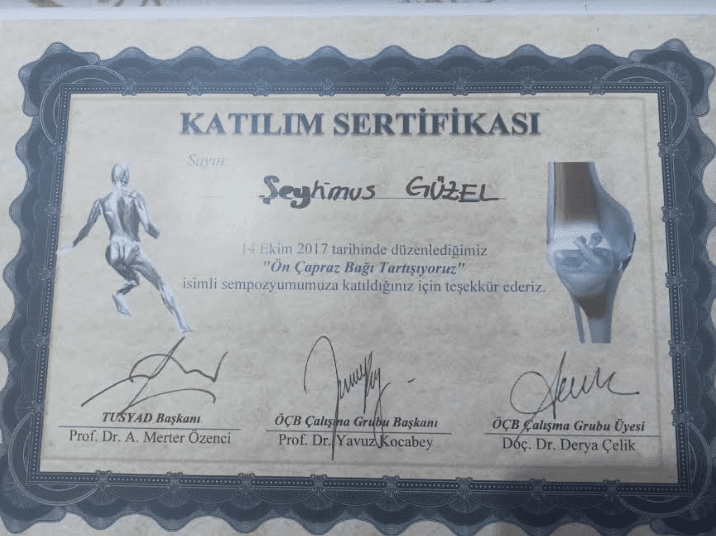 KATILIM SERTİFİKASI
Sayın;
Şeyhmus GÜZEL
14 Ekim 2017 tarihinde düzenlediğimiz
"Ön Çapraz Bağı Tartışıyoruz"
isimli sempozyumumuza katıldığınız için teşekkür ederiz.
TUSYAD Başkanı
Prof. Dr. A. Merter Özenci
ÖÇB Çalışma Grubu Başkanı
Prof. Dr. Yavuz Kocabey
ÖÇB Çalışma Grubu Üyesi
Doç. Dr. Derya Çelik